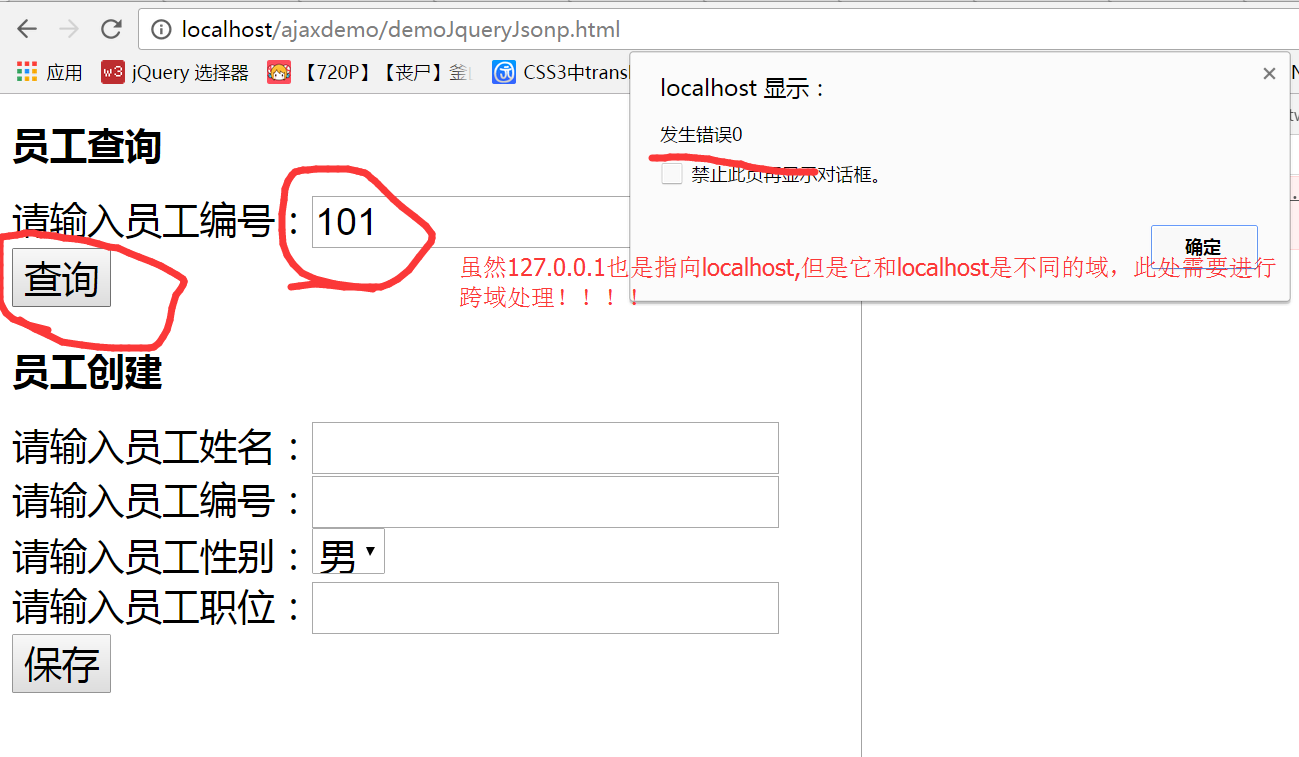 localhost/ajaxdemo/demoJqueryJsonp.html
应用 w3 jQuery 选择器 【720P】【丧尸】釜 CSS3中transl
localhost 显示：
发生错误0
禁止此页再显示对话框。
确定
员工查询
请输入员工编号：101
查询
虽然127.0.0.1也是指向localhost,但是它和localhost是不同的域，此处需要进行
跨域处理！！！！
员工创建
请输入员工姓名：
请输入员工编号：
请输入员工性别：男
请输入员工职位：
保存